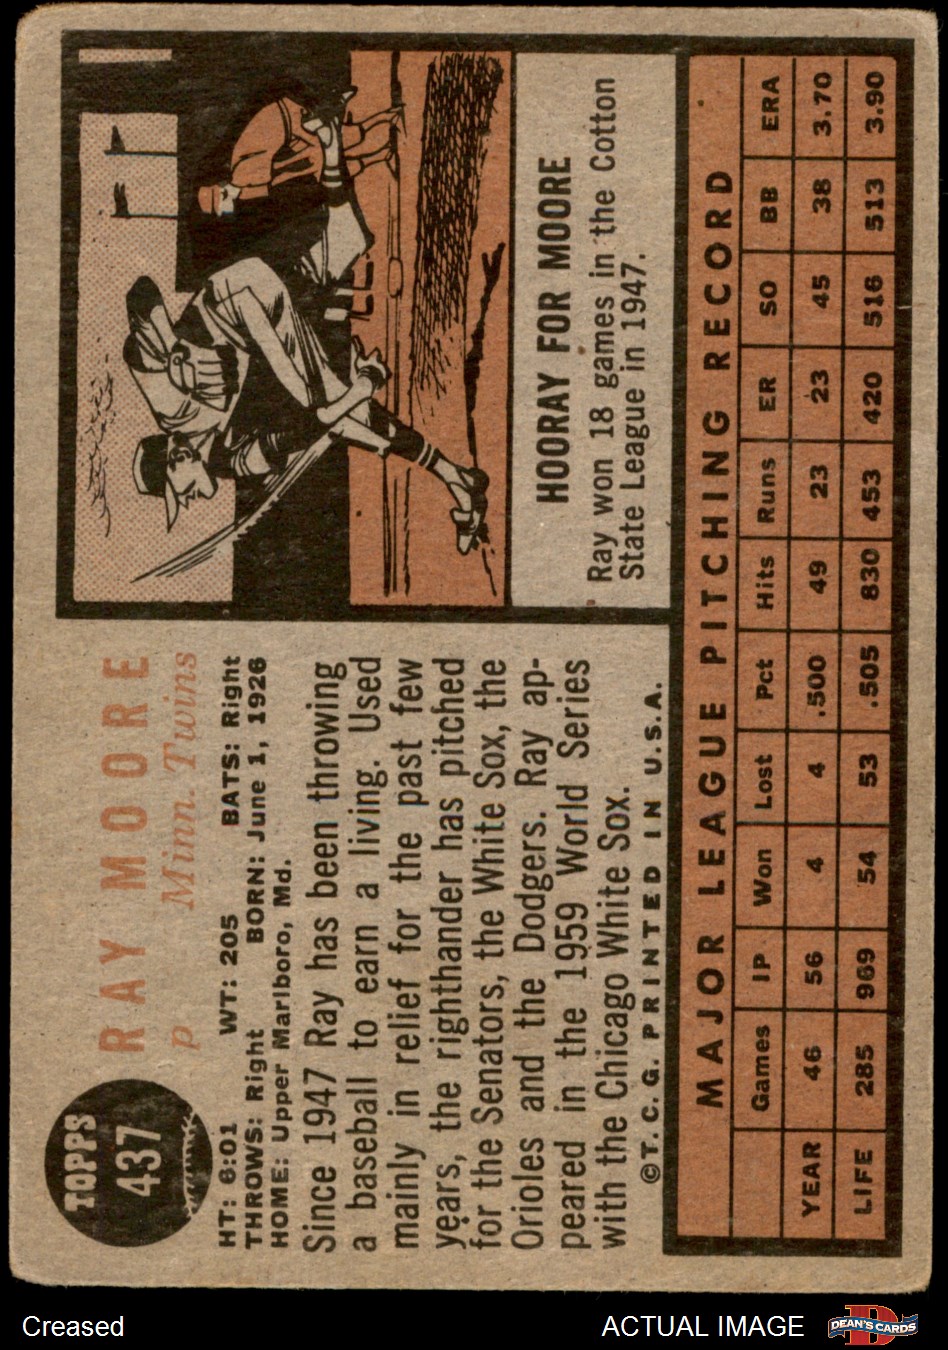 TOPPS
437
RAY MOORE
p Minn. Twins
HT: 6:01 WT: 205 BATS: Right
THROWS: Right BORN: June 1, 1926
HOME: Upper Marlboro, Md.
Since 1947 Ray has been throwing
a baseball to earn a living. Used
mainly in relief for the past few
years, the righthander has pitched
for the Senators, the White Sox, the
Orioles and the Dodgers. Ray ap-
peared in the 1959 World Series
with the Chicago White Sox.
©T. C. G. PRINTED IN U.S.A.
HOORAY FOR MOORE
Ray won 18 games in the Cotton
State League in 1947.
MAJOR LEAGUE PITCHING RECORD
Games IP Won Lost Pct Hits Runs ER SO BB ERA
YEAR 46 56 4 4 .500 49 23 23 45 38 3.70
LIFE 285 969 54 53 .505 830 453 420 516 513 3.90
Creased
ACTUAL IMAGE
DEAN'S CARDS